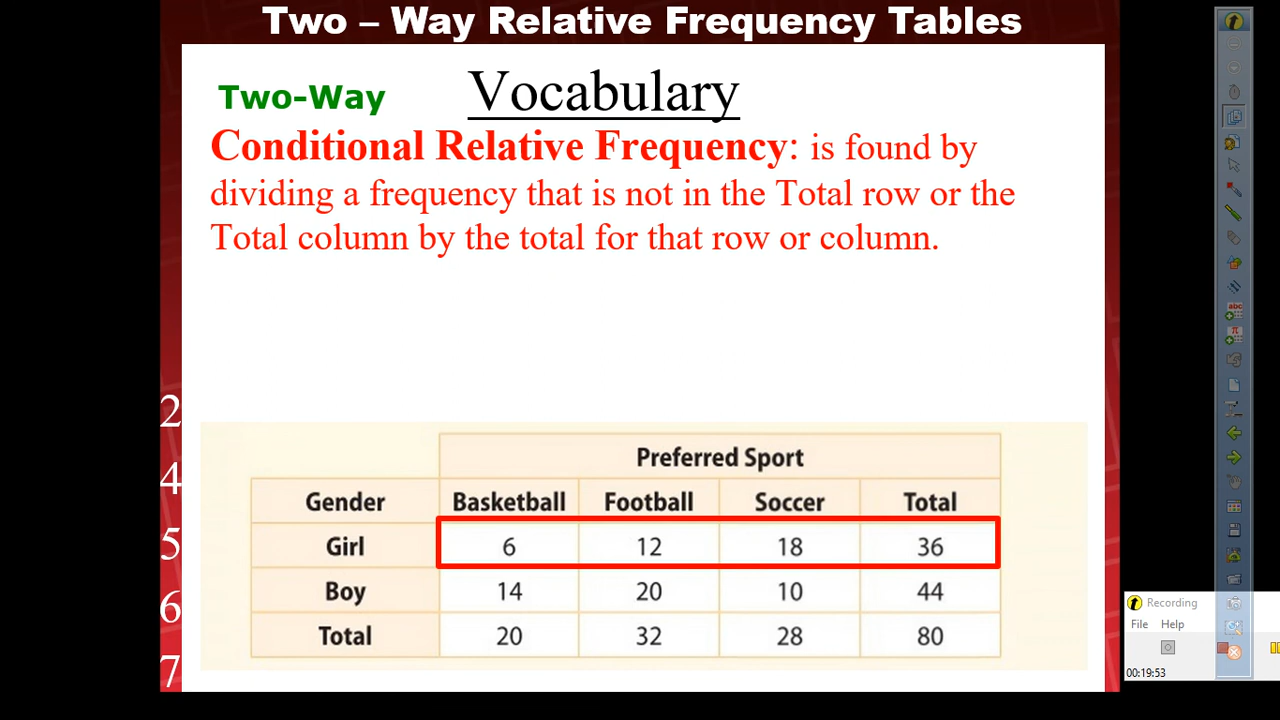 Two – Way Relative Frequency Tables
Two-Way Vocabulary
Conditional Relative Frequency: is found by
dividing a frequency that is not in the Total row or the
Total column by the total for that row or column.
2
4
5
6
7
Preferred Sport
Gender Basketball Football Soccer Total
Girl 6 12 18 36
Boy 14 20 10 44
Total 20 32 28 80
Recording
File Help
00:19:53
abc
π